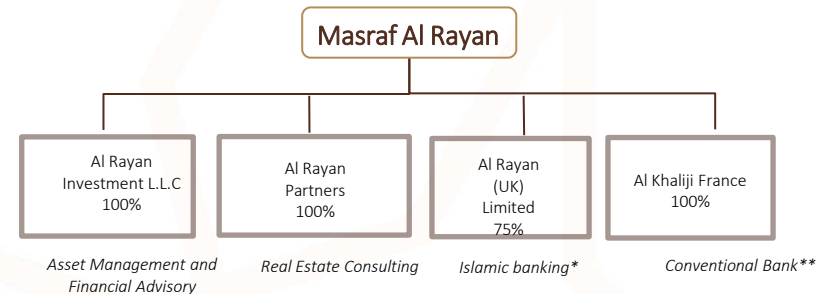 Masraf Al Rayan
Al Rayan
Investment L.L.C
100%
Al Rayan
Partners
100%
Al Rayan
(UK)
Limited
75%
Al Khaliji France
100%
Asset Management and
Financial Advisory
Real Estate Consulting
Islamic banking*
Conventional Bank**